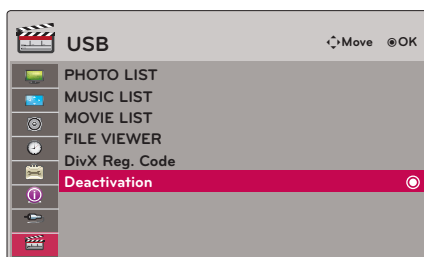 USB
Move OK
PHOTO LIST
MUSIC LIST
MOVIE LIST
FILE VIEWER
DivX Reg. Code
Deactivation